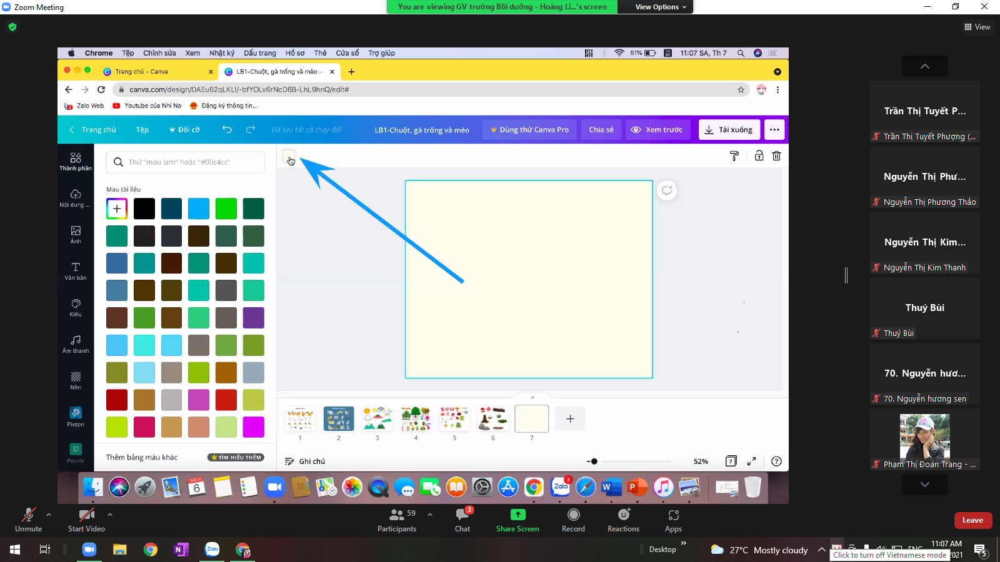 Zoom Meeting
You are viewing GV trường Bồi dưỡng - Hoàng Li...'s screen
View Options
View
Chrome Tệp Chỉnh sửa Xem Nhật ký Dấu trang Hồ sơ Thẻ Cửa sổ Trợ giúp
51%
11:07 SA, Th 7
Trang chủ - Canva
LB1-Chuột, gà trống và mèo -
canva.com/design/DAEu62qLKLI/-bfYOLv6rNcD6B-LhL9hnQ/edit#
Zalo Web
Youtube của Nhi Na
Đăng ký thông tin...
Trang chủ
Tệp
Đổi cỡ
Đã lưu tất cả thay đổi
LB1-Chuột, gà trống và mèo
Dùng thử Canva Pro
Chia sẻ
Xem trước
Tải xuống
Thành phần
Nội dung ...
Ảnh
Văn bản
Kiểu
Âm thanh
Nền
Pixton
Pexels
Thử "màu lam" hoặc "#00c4cc"
Màu tài liệu
Thêm bảng màu khác
TÌM HIỂU THÊM
1 2 3 4 5 6 7
Ghi chú
52%
7
THG 11
6
Zalo
3
Trần Thị Tuyết P...
Trần Thị Tuyết Phượng (...
Nguyễn Thị Phư...
Nguyễn Thị Phương Thảo
Nguyễn Thị Kim...
Nguyễn Thị Kim Thanh
Thuý Bùi
Thuý Bùi
70. Nguyễn hươ...
70. Nguyễn hương sen
Phạm Thị Đoan Trang - ...
Unmute
Start Video
59
Participants
3
Chat
Share Screen
Record
Reactions
Apps
Leave
Zalo
Desktop
27°C Mostly cloudy
ENG
11:07 AM
2021
5
Click to turn off Vietnamese mode